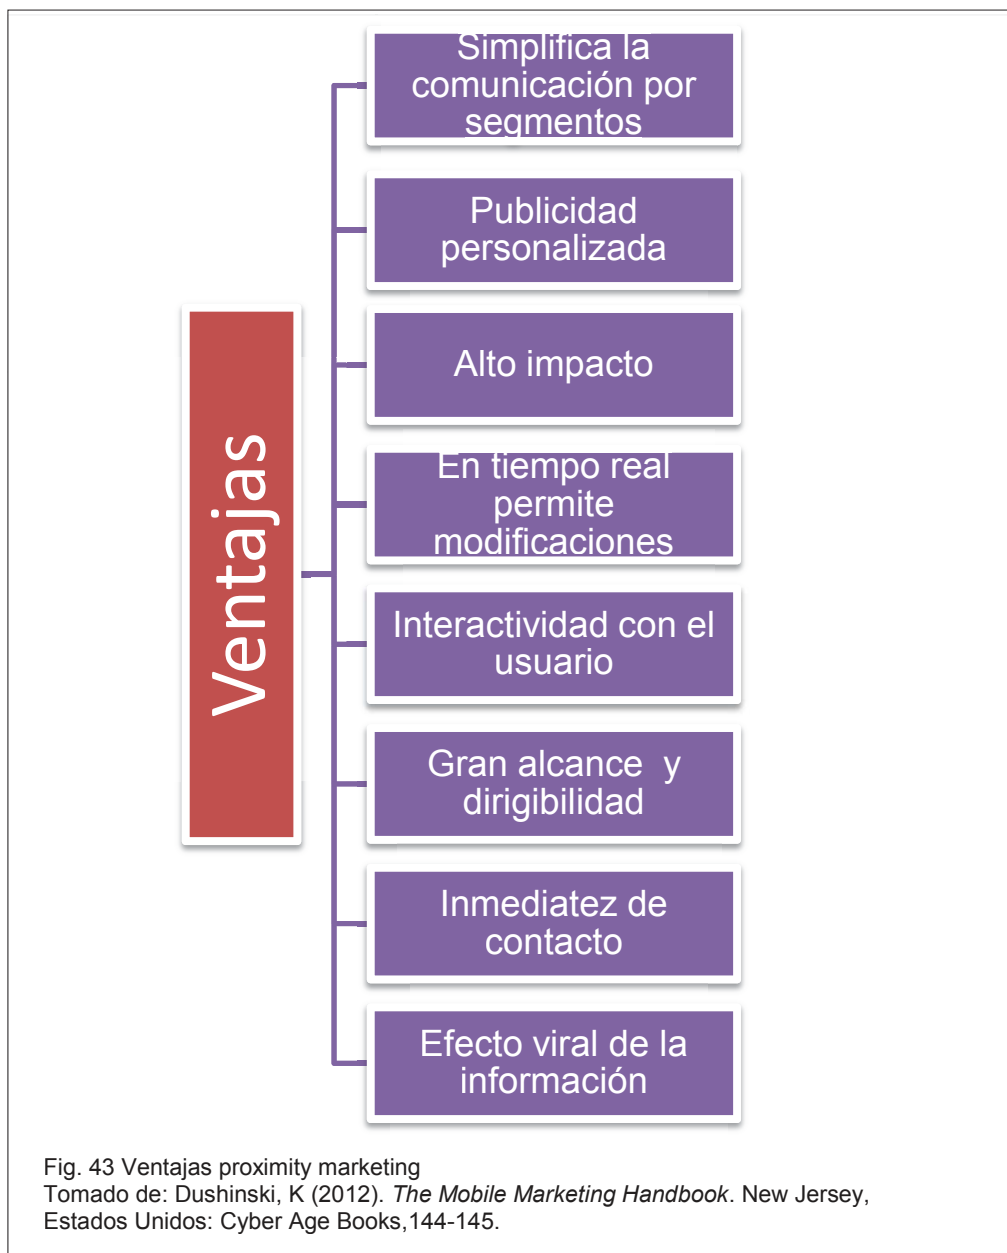 Ventajas
Simplifica la
comunicación por
segmentos
Publicidad
personalizada
Alto impacto
En tiempo real
permite
modificaciones
Interactividad con el
usuario
Gran alcance  y
dirigibilidad
Inmediatez de
contacto
Efecto viral de la
información
Fig. 43 Ventajas proximity marketing
Tomado de: Dushinski, K (2012). The Mobile Marketing Handbook. New Jersey,
Estados Unidos: Cyber Age Books,144-145.